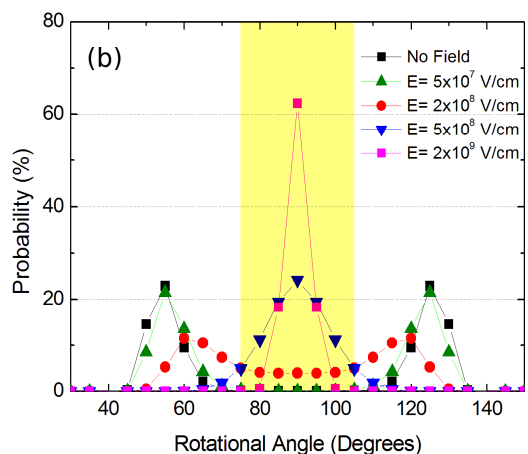 (b)
No Field
E= 5x10⁷ V/cm
E= 2x10⁸ V/cm
E= 5x10⁸ V/cm
E= 2x10⁹ V/cm
80
60
40
20
0
Probability (%)
40 60 80 100 120 140
Rotational Angle (Degrees)